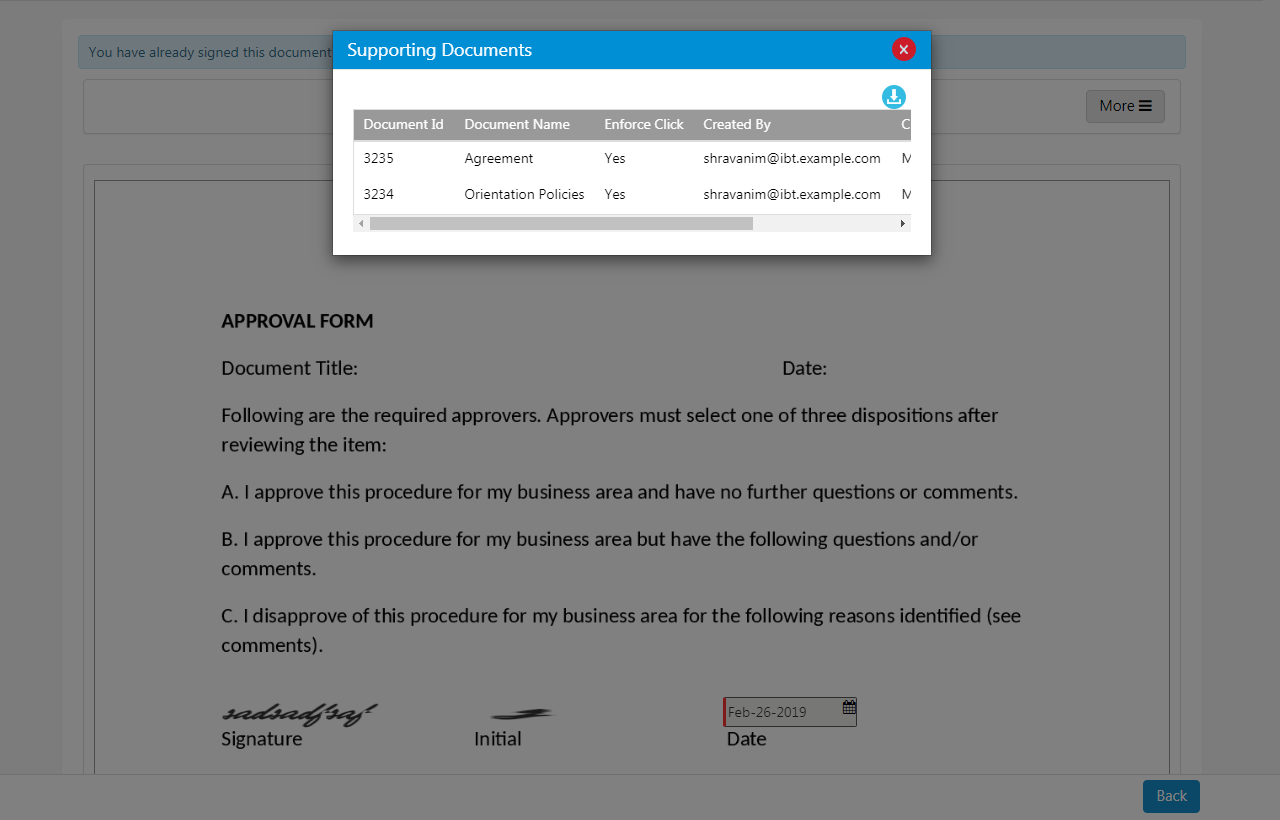 You have already signed this document
Supporting Documents
More
Document Id Document Name Enforce Click Created By C
3235 Agreement Yes shravanim@ibt.example.com M
3234 Orientation Policies Yes shravanim@ibt.example.com M
APPROVAL FORM
Document Title: Date:
Following are the required approvers. Approvers must select one of three dispositions after
reviewing the item:
A. I approve this procedure for my business area and have no further questions or comments.
B. I approve this procedure for my business area but have the following questions and/or
comments.
C. I disapprove of this procedure for my business area for the following reasons identified (see
comments).
Feb-26-2019
Signature Initial Date
Back